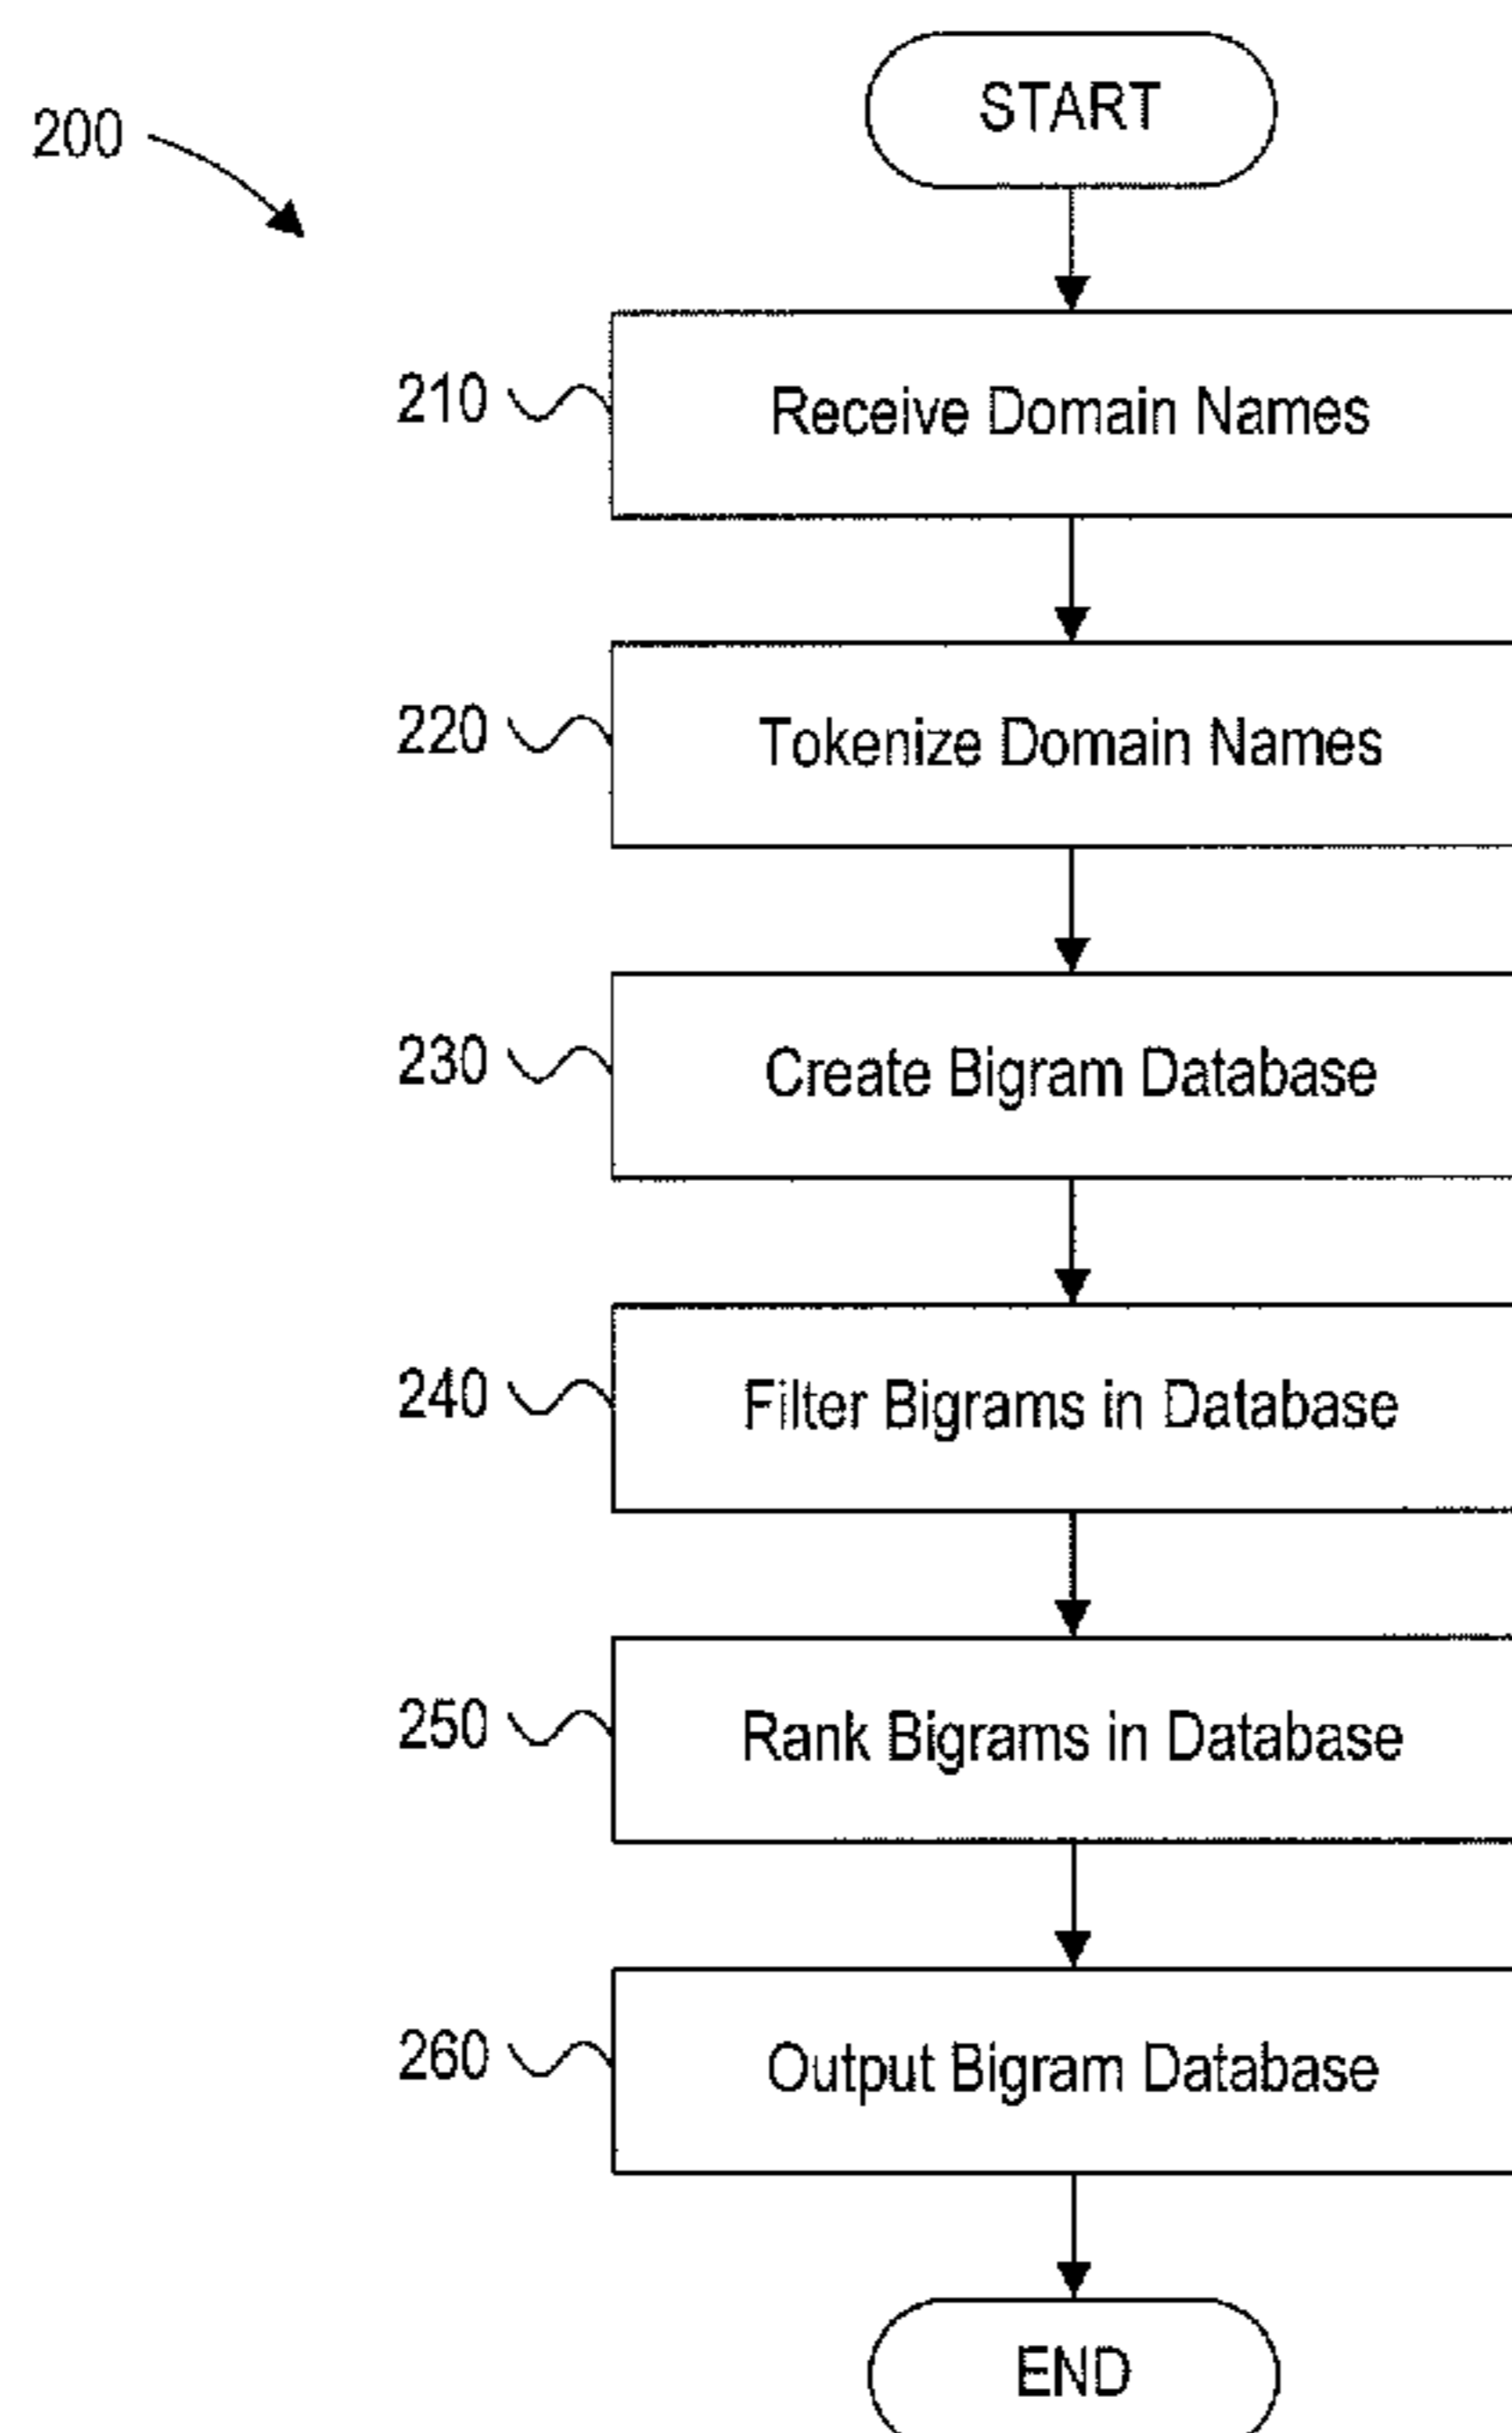 START
200
210
Receive Domain Names
220
Tokenize Domain Names
230
Create Bigram Database
240
Filter Bigrams in Database
250
Rank Bigrams in Database
260
Output Bigram Database
END